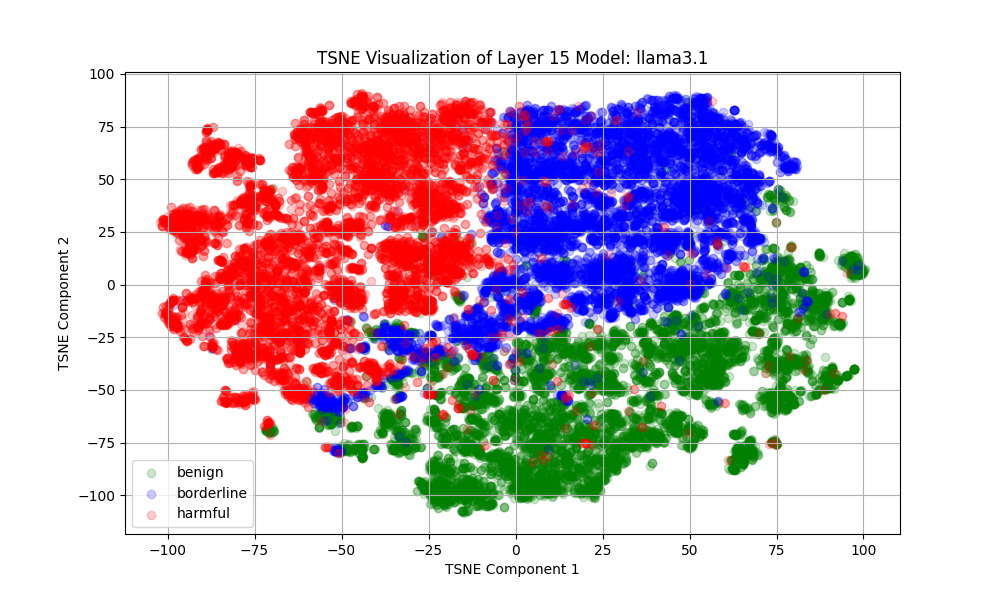 TSNE Visualization of Layer 15 Model: llama3.1
100
75
50
25
0
−25
−50
−75
−100
TSNE Component 2
benign
borderline
harmful
−100 −75 −50 −25 0 25 50 75 100
TSNE Component 1